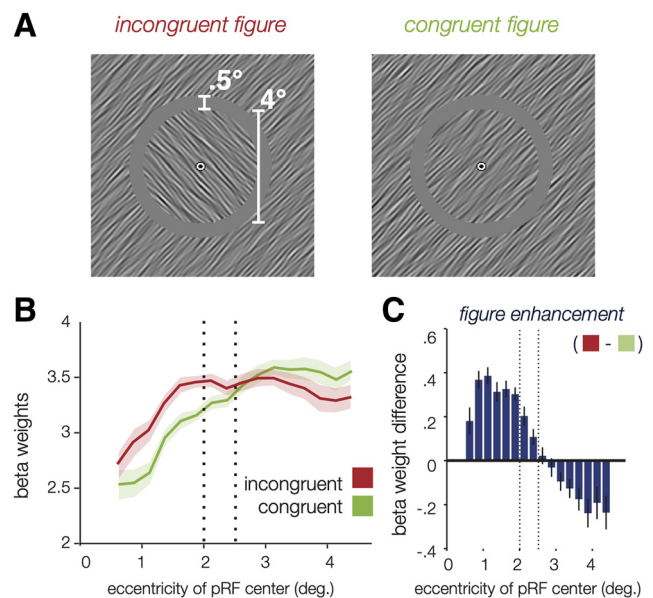 A
incongruent figure
congruent figure
.5°
4°
B
4
3.5
3
2.5
2
beta weights
incongruent
congruent
0 1 2 3 4
eccentricity of pRF center (deg.)
C
figure enhancement
( - )
.6
.4
.2
0
-.2
-.4
beta weight difference
0 1 2 3 4
eccentricity of pRF center (deg.)